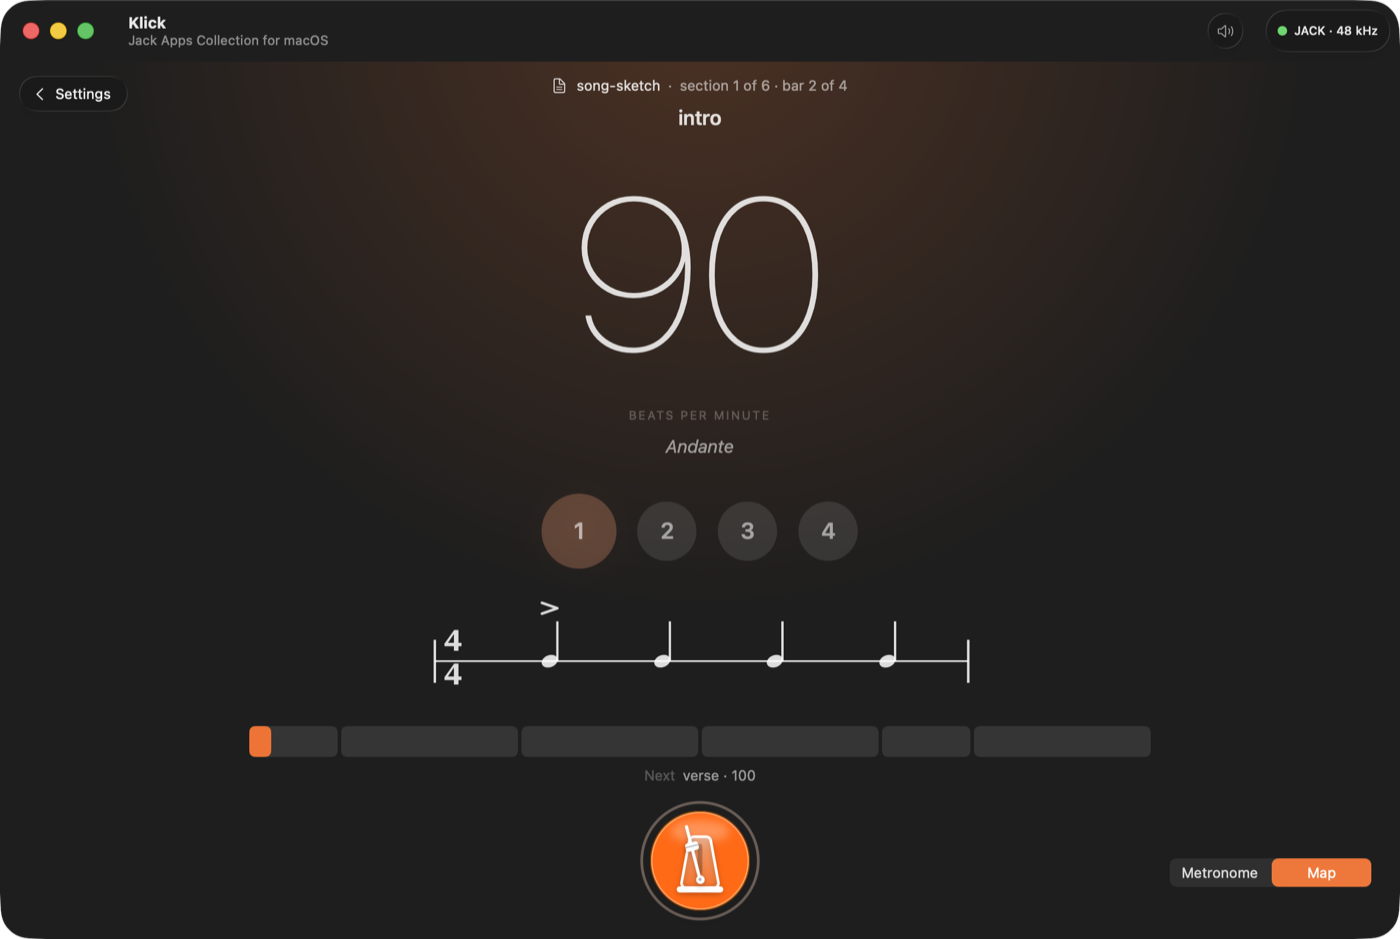 Klick
Jack Apps Collection for macOS
JACK · 48 kHz
Settings
song-sketch · section 1 of 6 · bar 2 of 4
intro
90
BEATS PER MINUTE
Andante
1 2 3 4
4
4
Next verse · 100
Metronome Map